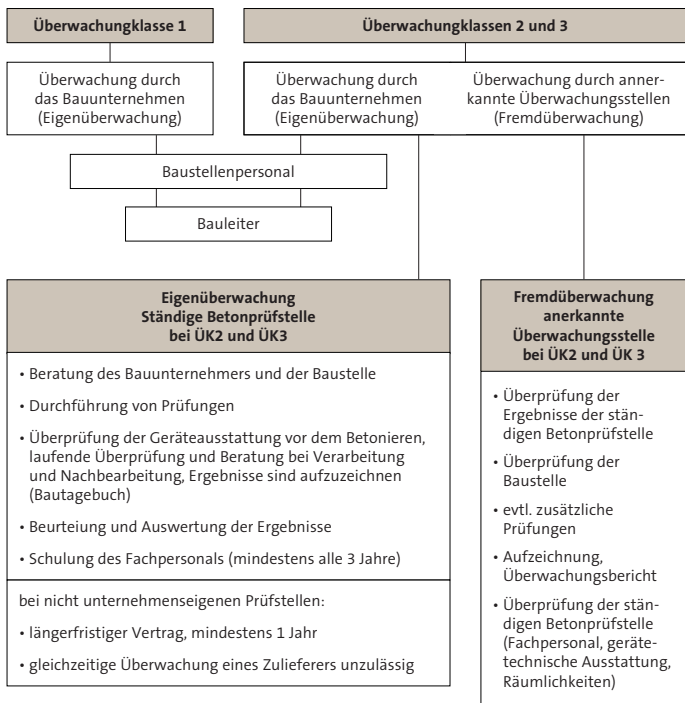 Überwachungklasse 1
Überwachungklassen 2 und 3
Überwachung durch
das Bauunternehmen
(Eigenüberwachung)
Überwachung durch
das Bauunternehmen
(Eigenüberwachung)
Überwachung durch anner-
kannte Überwachungsstellen
(Fremdüberwachung)
Baustellenpersonal
Bauleiter
Eigenüberwachung
Ständige Betonprüfstelle
bei ÜK2 und ÜK3
• Beratung des Bauunternehmers und der Baustelle
• Durchführung von Prüfungen
• Überprüfung der Geräteausstattung vor dem Betonieren,
laufende Überprüfung und Beratung bei Verarbeitung
und Nachbearbeitung, Ergebnisse sind aufzuzeichnen
(Bautagebuch)
• Beurteiung und Auswertung der Ergebnisse
• Schulung des Fachpersonals (mindestens alle 3 Jahre)
bei nicht unternehmenseigenen Prüfstellen:
• längerfristiger Vertrag, mindestens 1 Jahr
• gleichzeitige Überwachung eines Zulieferers unzulässig
Fremdüberwachung
anerkannte
Überwachungsstelle
bei ÜK2 und ÜK 3
• Überprüfung der
Ergebnisse der stän-
digen Betonprüfstelle
• Überprüfung der
Baustelle
• evtl. zusätzliche
Prüfungen
• Aufzeichnung,
Überwachungsbericht
• Überprüfung der stän-
digen Betonprüfstelle
(Fachpersonal, geräte-
technische Ausstattung,
Räumlichkeiten)